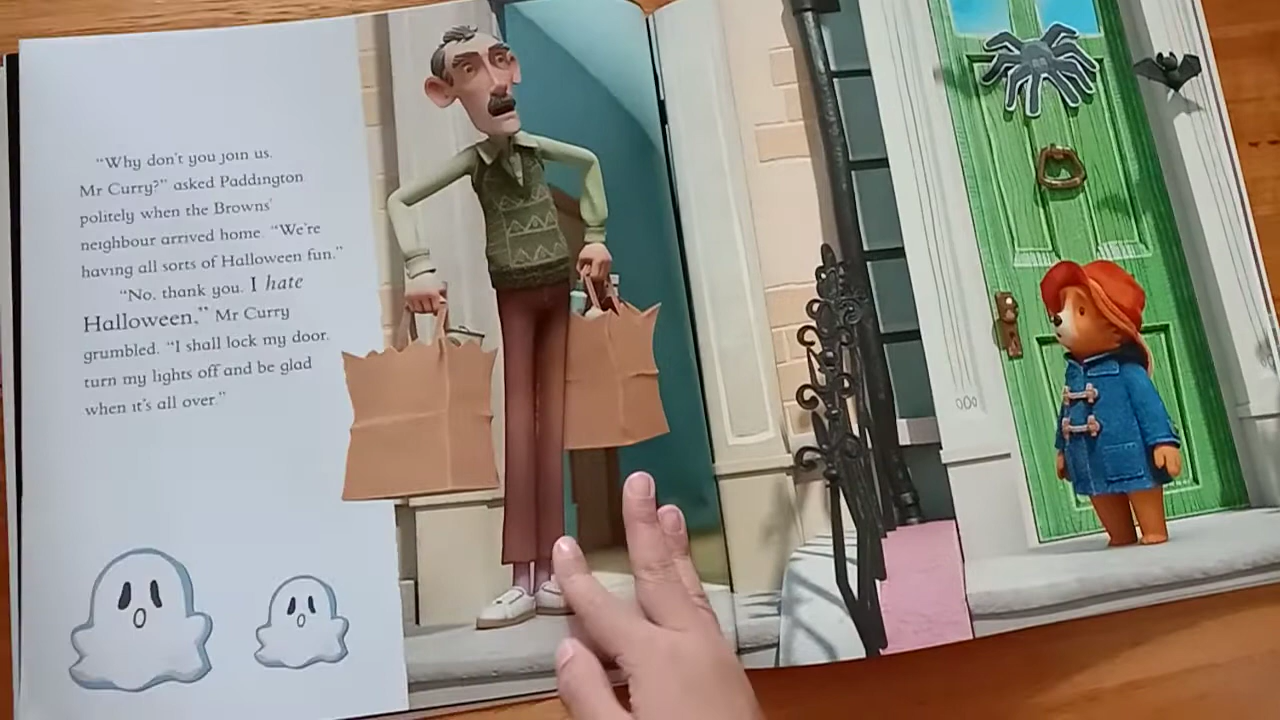 “Why don't you join us.
Mr Curry?” asked Paddington
politely when the Browns'
neighbour arrived home. “We're
having all sorts of Halloween fun.”
“No, thank you. I hate
Halloween,” Mr Curry
grumbled. “I shall lock my door.
turn my lights off and be glad
when it's all over.”